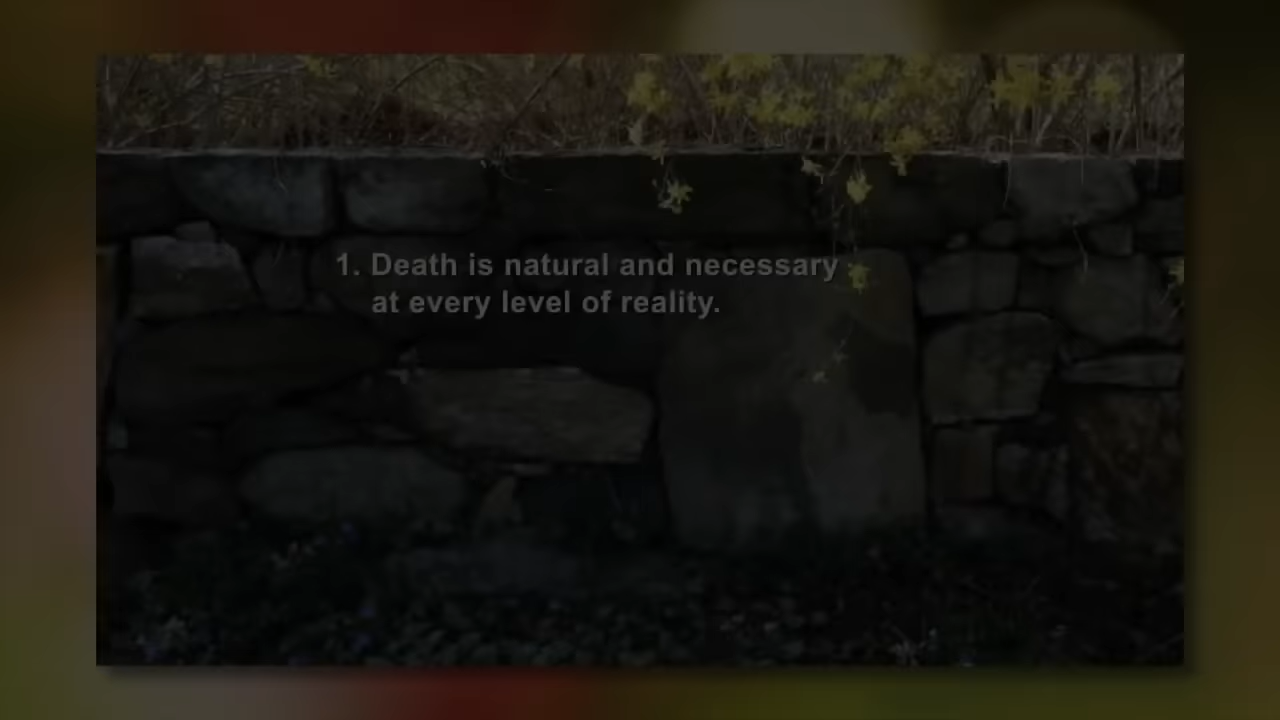 1. Death is natural and necessary
at every level of reality.